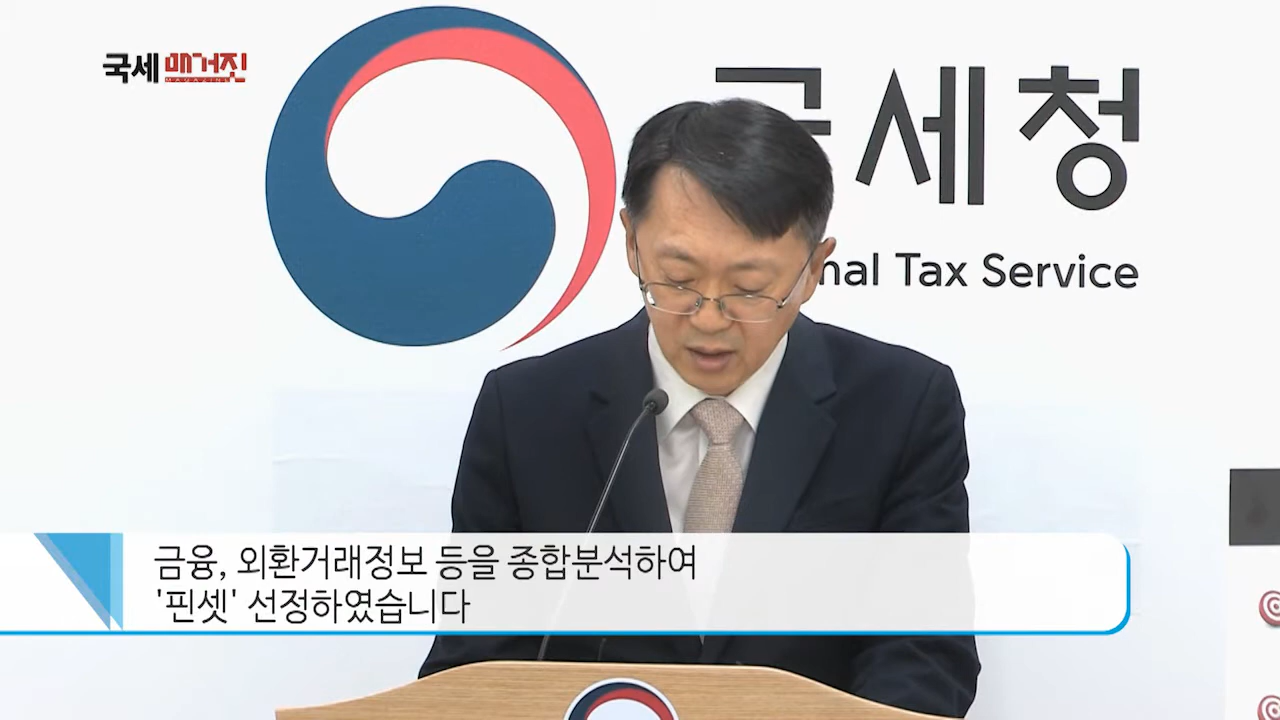 국세 매거진
MAGAZINE
세청
nal Tax Service
금융, 외환거래정보 등을 종합분석하여
'핀셋' 선정하였습니다